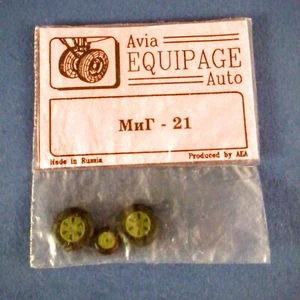 Avia
EQUIPAGE
Auto
МиГ - 21
Made in Russia
Produced by AEA